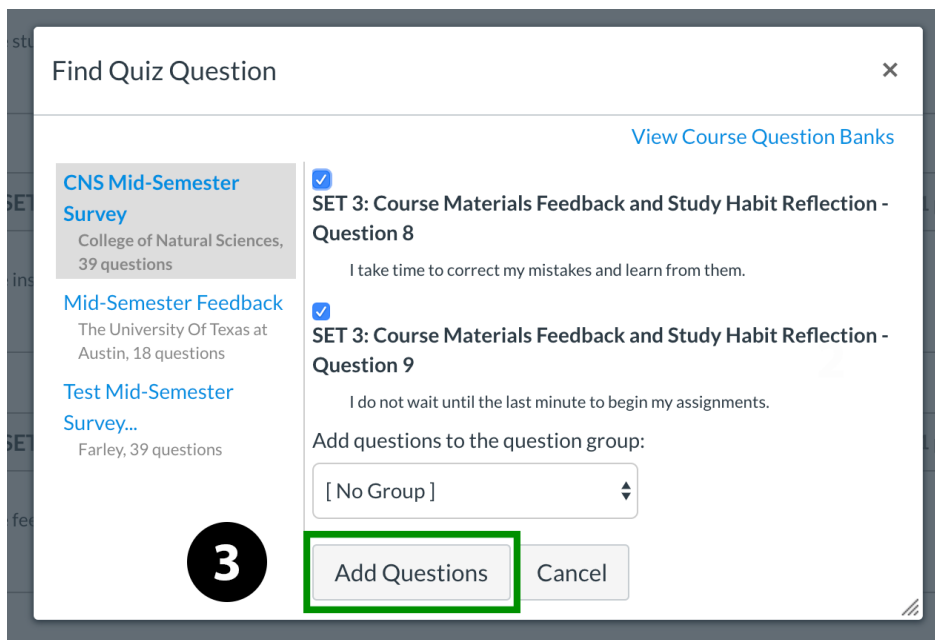 Find Quiz Question
×
View Course Question Banks
CNS Mid-Semester
Survey
College of Natural Sciences,
39 questions
Mid-Semester Feedback
The University Of Texas at
Austin, 18 questions
Test Mid-Semester
Survey...
Farley, 39 questions
SET 3: Course Materials Feedback and Study Habit Reflection -
Question 8
I take time to correct my mistakes and learn from them.
SET 3: Course Materials Feedback and Study Habit Reflection -
Question 9
I do not wait until the last minute to begin my assignments.
Add questions to the question group:
[ No Group ]
3
Add Questions
Cancel